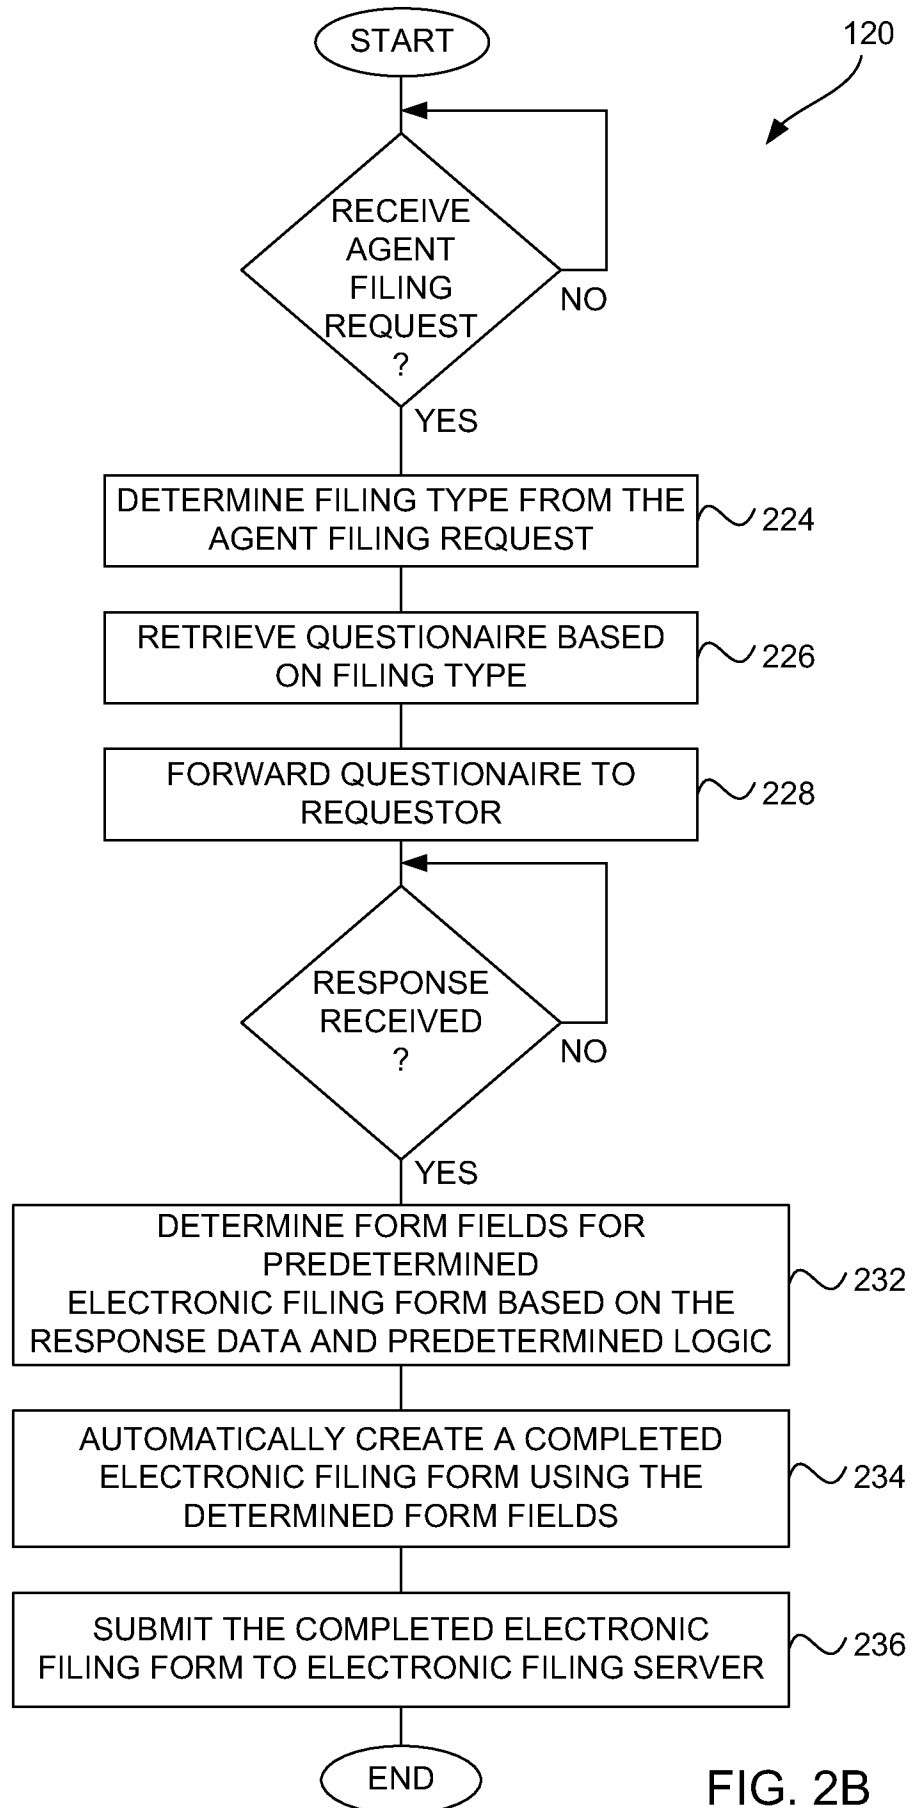 START
120
RECEIVE
AGENT
FILING
REQUEST
?
NO
YES
DETERMINE FILING TYPE FROM THE
AGENT FILING REQUEST
224
RETRIEVE QUESTIONAIRE BASED
ON FILING TYPE
226
FORWARD QUESTIONAIRE TO
REQUESTOR
228
RESPONSE
RECEIVED
?
NO
YES
DETERMINE FORM FIELDS FOR
PREDETERMINED
ELECTRONIC FILING FORM BASED ON THE
RESPONSE DATA AND PREDETERMINED LOGIC
232
AUTOMATICALLY CREATE A COMPLETED
ELECTRONIC FILING FORM USING THE
DETERMINED FORM FIELDS
234
SUBMIT THE COMPLETED ELECTRONIC
FILING FORM TO ELECTRONIC FILING SERVER
236
END
FIG. 2B